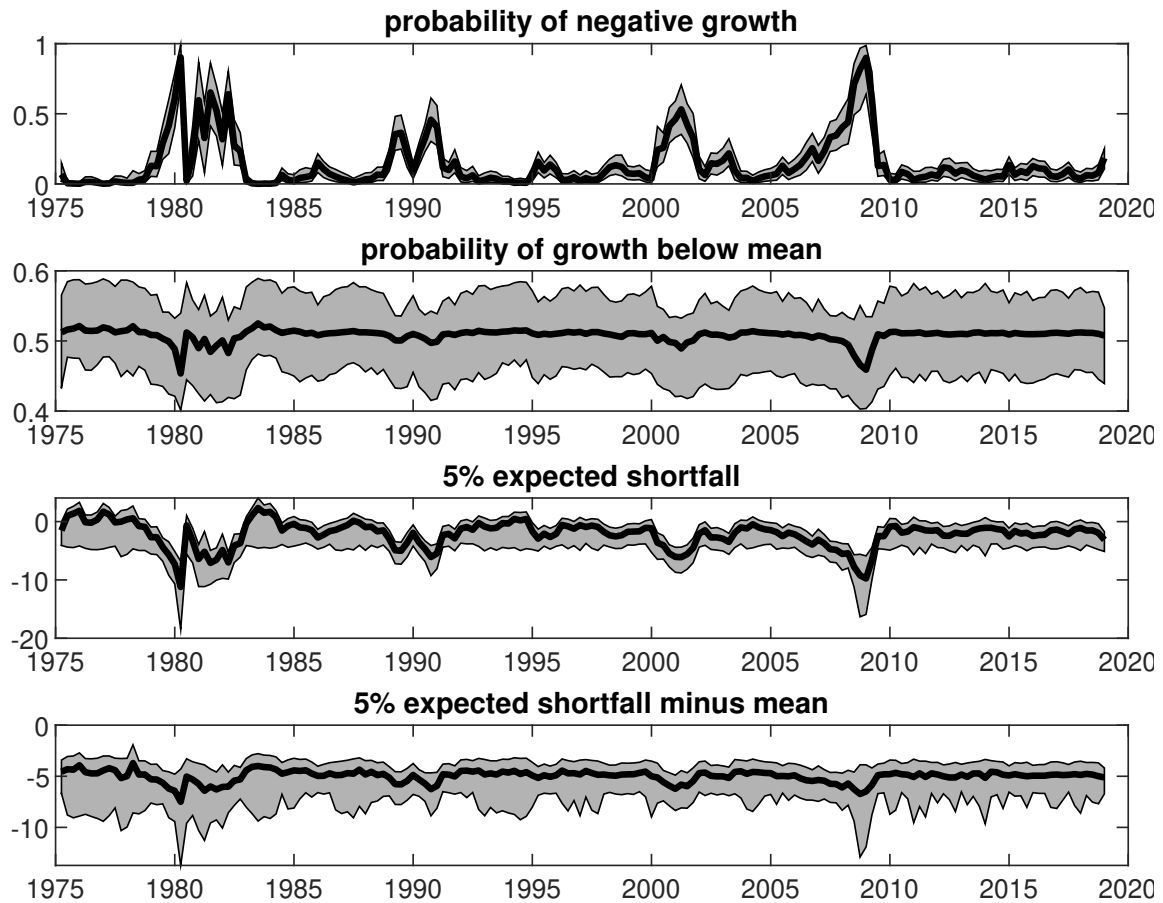 probability of negative growth
1
0.5
0
1975 1980 1985 1990 1995 2000 2005 2010 2015 2020
probability of growth below mean
0.6
0.5
0.4
1975 1980 1985 1990 1995 2000 2005 2010 2015 2020
5% expected shortfall
0
-10
-20
1975 1980 1985 1990 1995 2000 2005 2010 2015 2020
5% expected shortfall minus mean
0
-5
-10
1975 1980 1985 1990 1995 2000 2005 2010 2015 2020